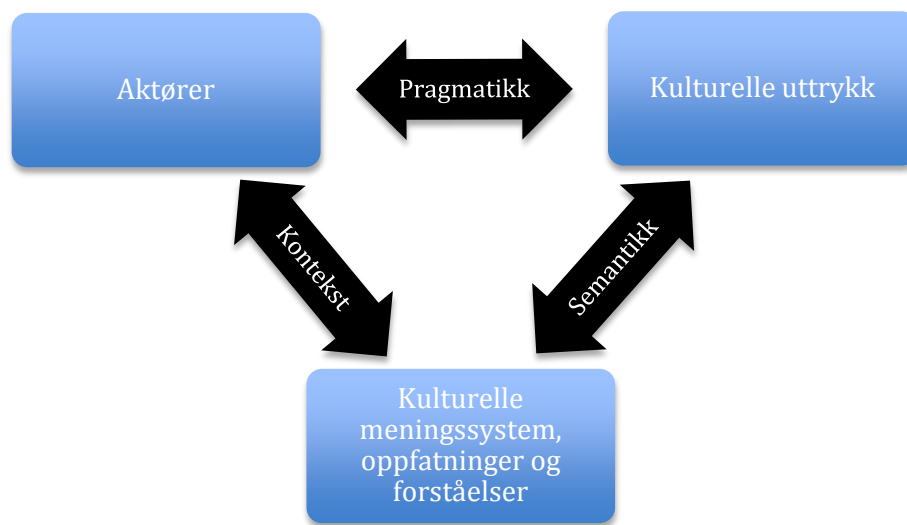 Aktører
Pragmatikk
Kulturelle uttrykk
Kontekst
Semantikk
Kulturelle
meningssystem,
oppfatninger og
forståelser